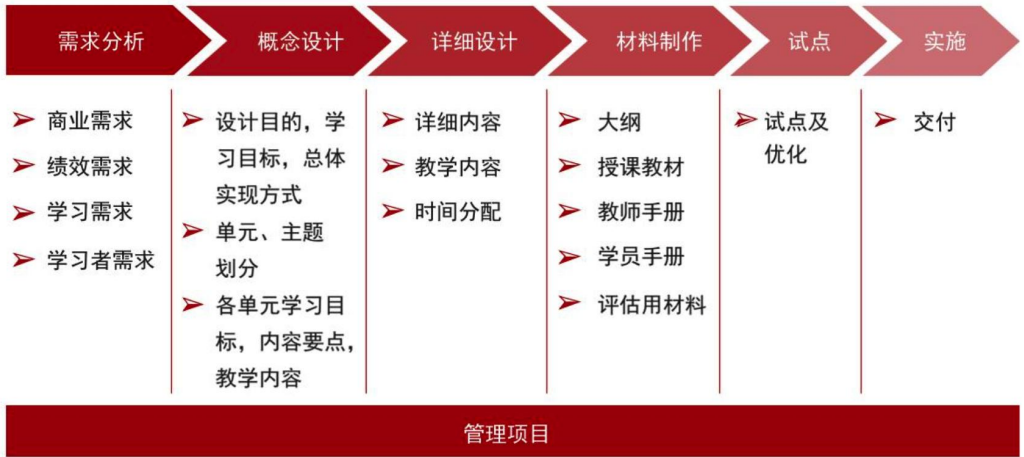 需求分析
概念设计
详细设计
材料制作
试点
实施
商业需求
绩效需求
学习需求
学习者需求
设计目的，学
习目标，总体
实现方式
单元、主题
划分
各单元学习目
标，内容要点，
教学内容
详细内容
教学内容
时间分配
大纲
授课教材
教师手册
学员手册
评估用材料
试点及
优化
交付
管理项目